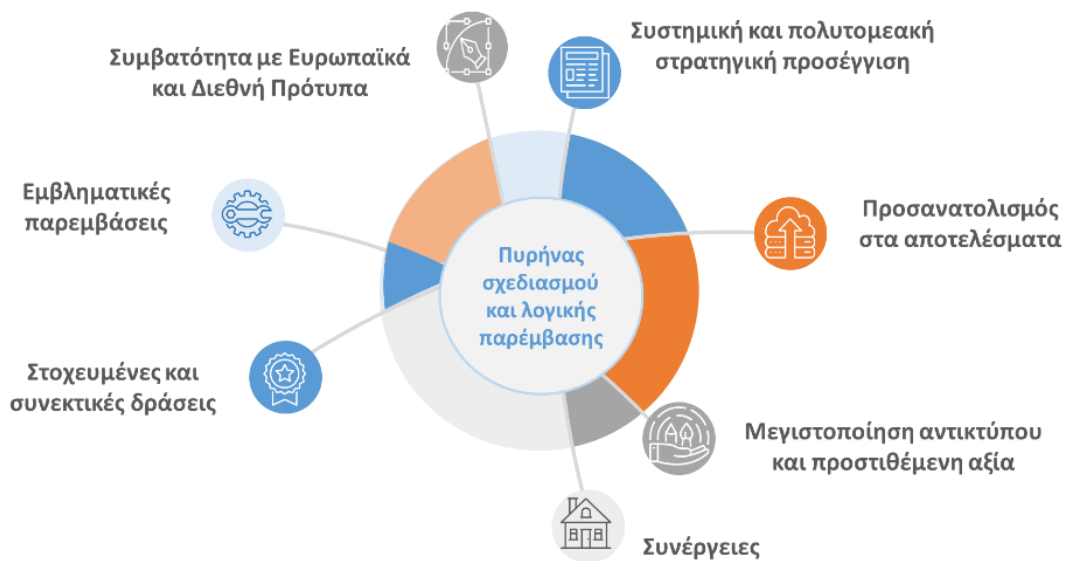 Συμβατότητα με Ευρωπαϊκά
και Διεθνή Πρότυπα
Συστημική και πολυτομεακή
στρατηγική προσέγγιση
Εμβληματικές
παρεμβάσεις
Προσανατολισμός
στα αποτελέσματα
Πυρήνας
σχεδιασμού
και λογικής
παρέμβασης
Στοχευμένες και
συνεκτικές δράσεις
Μεγιστοποίηση αντικτύπου
και προστιθέμενη αξία
Συνέργειες